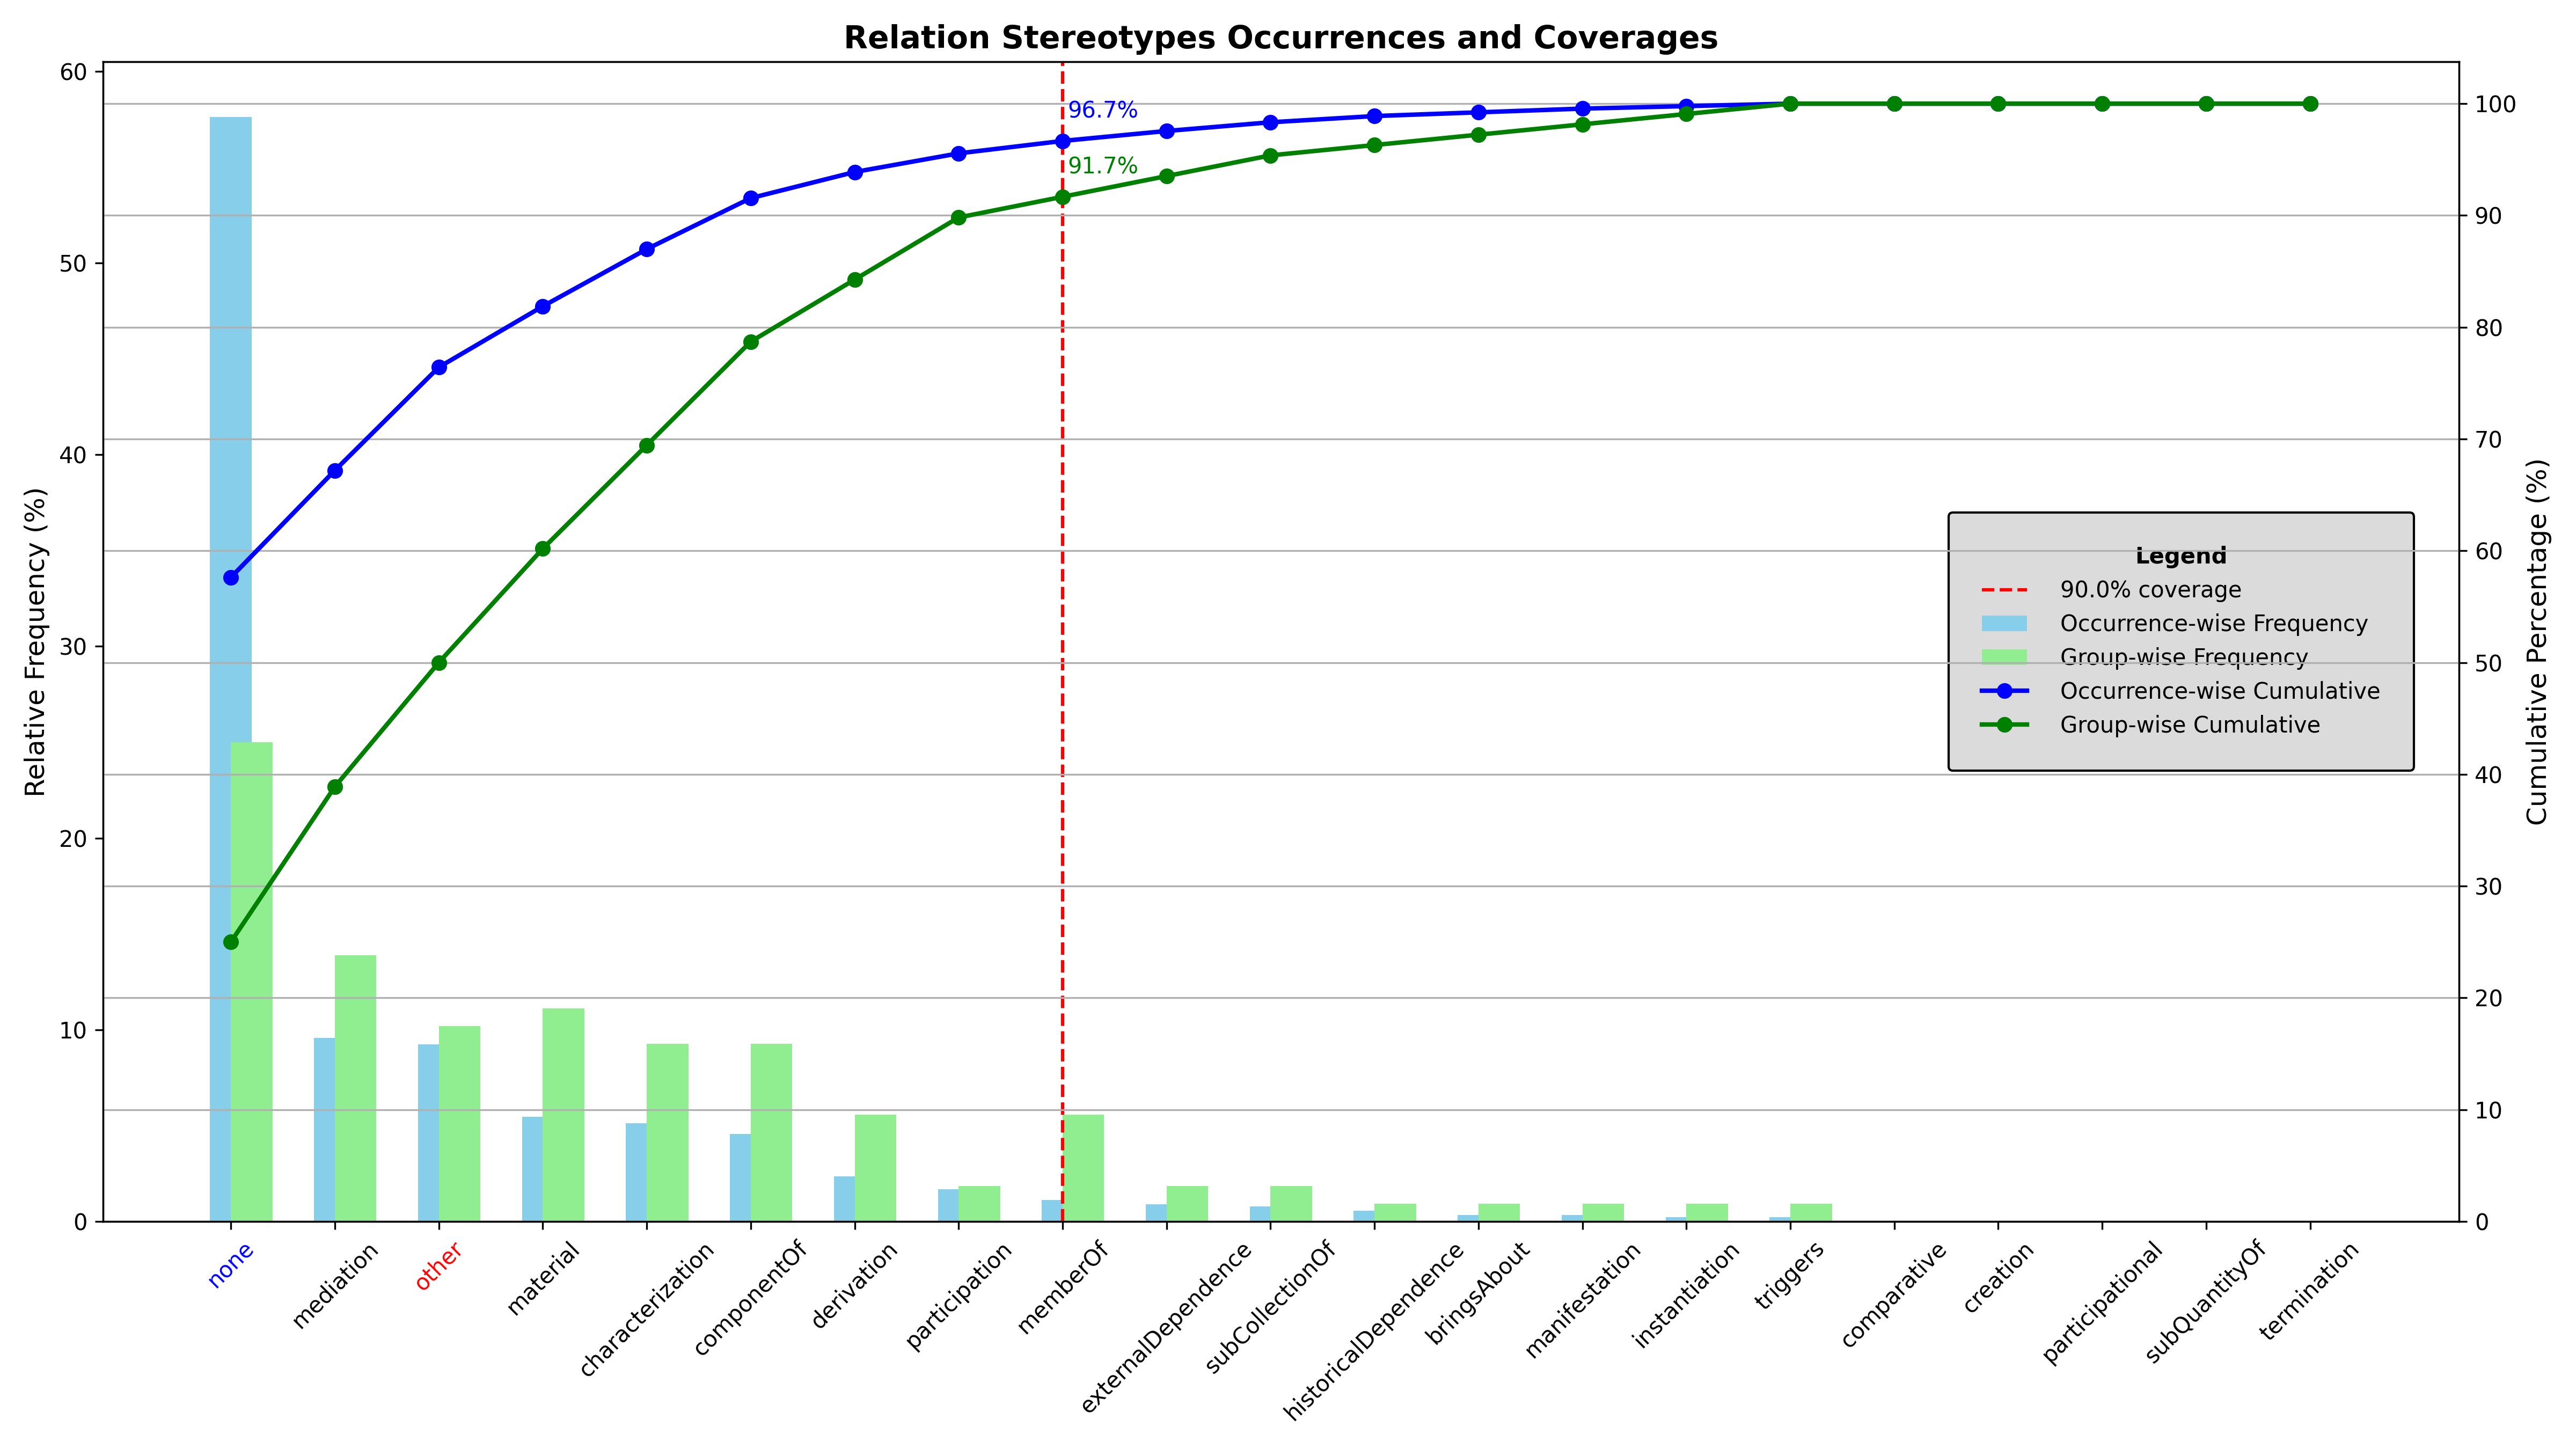 Relation Stereotypes Occurrences and Coverages
Relative Frequency (%)
60
50
40
30
20
10
0
96.7%
91.7%
Legend
90.0% coverage
Occurrence-wise Frequency
Group-wise Frequency
Occurrence-wise Cumulative
Group-wise Cumulative
100
90
80
70
60
50
40
30
20
10
0
Cumulative Percentage (%)
none
mediation
other
material
characterization
componentOf
derivation
participation
memberOf
externalDependence
subCollectionOf
historicalDependence
bringsAbout
manifestation
instantiation
triggers
comparative
creation
participational
subQuantityOf
termination